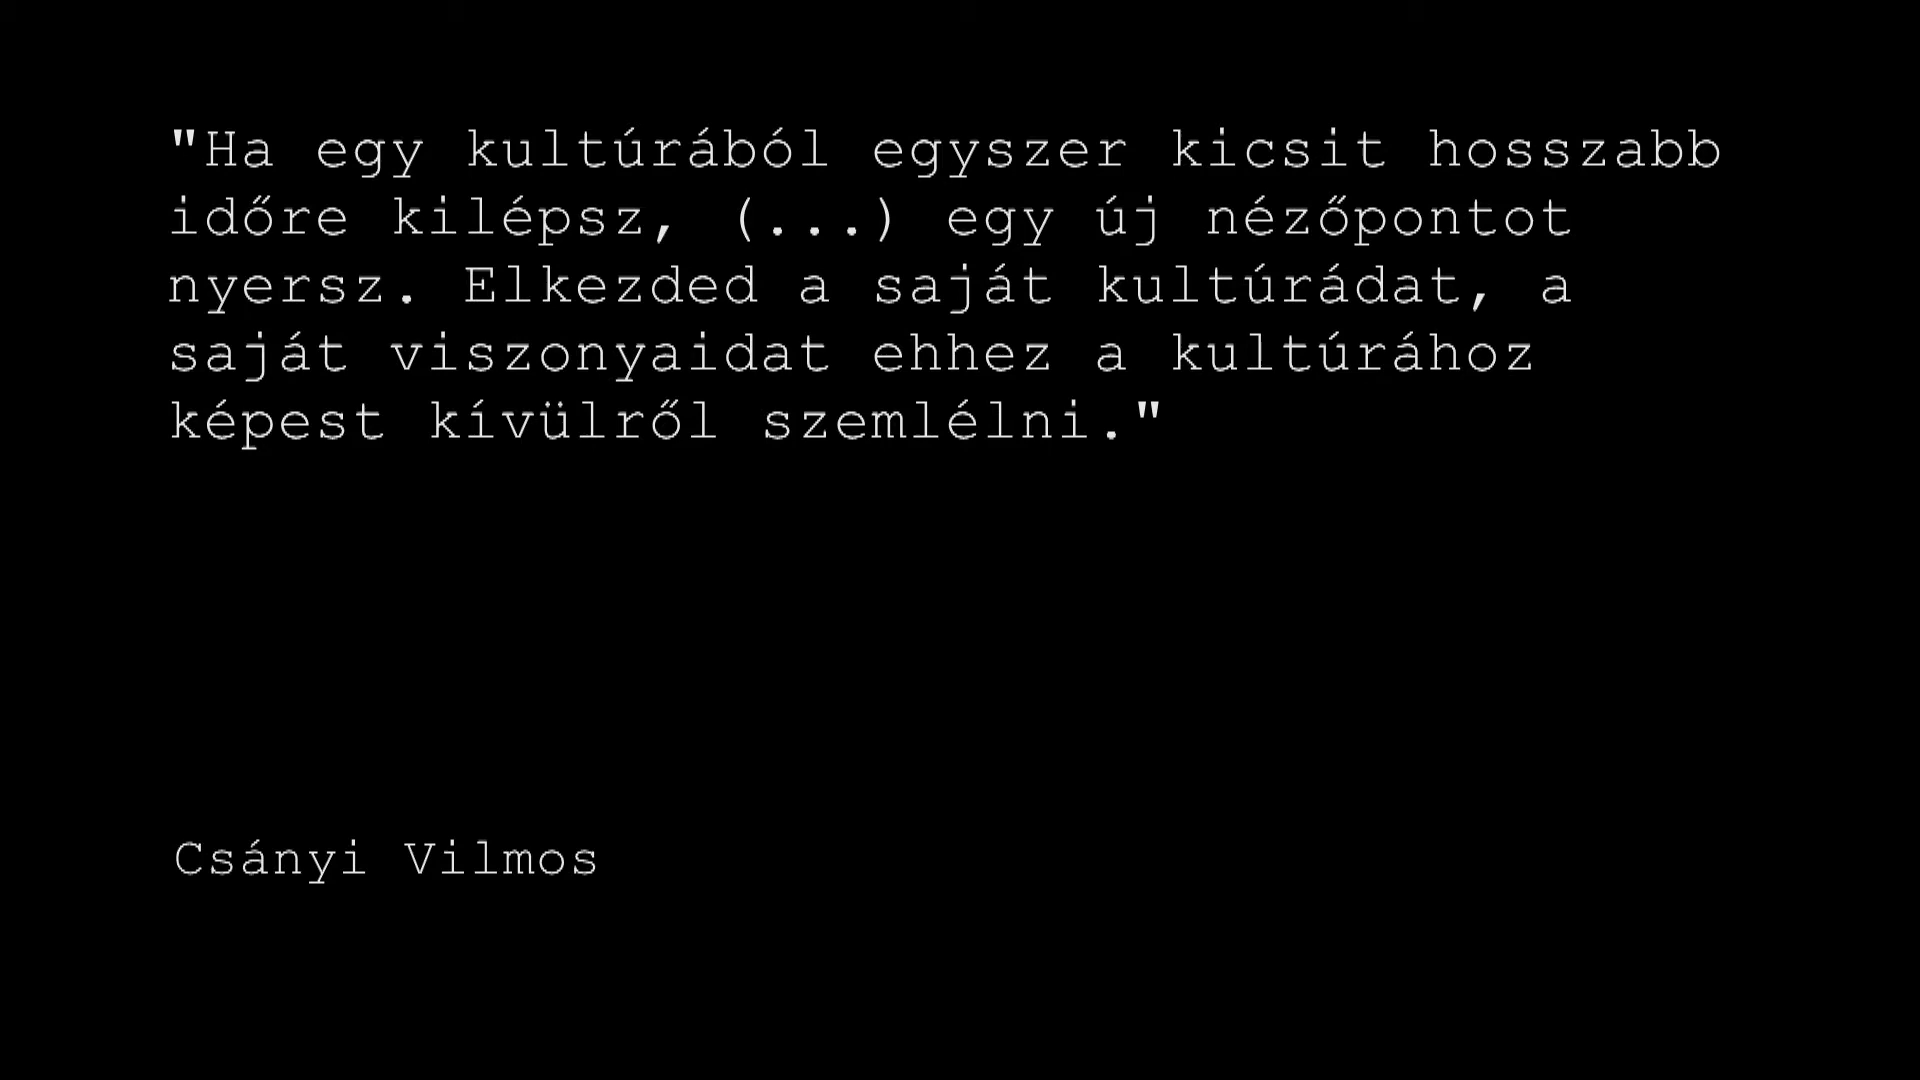 "Ha egy kultúrából egyszer kicsit hosszabb
időre kilépsz, (...) egy új nézőpontot
nyersz. Elkezded a saját kultúrádat, a
saját viszonyaidat ehhez a kultúrához
képest kívülről szemlélni."
Csányi Vilmos